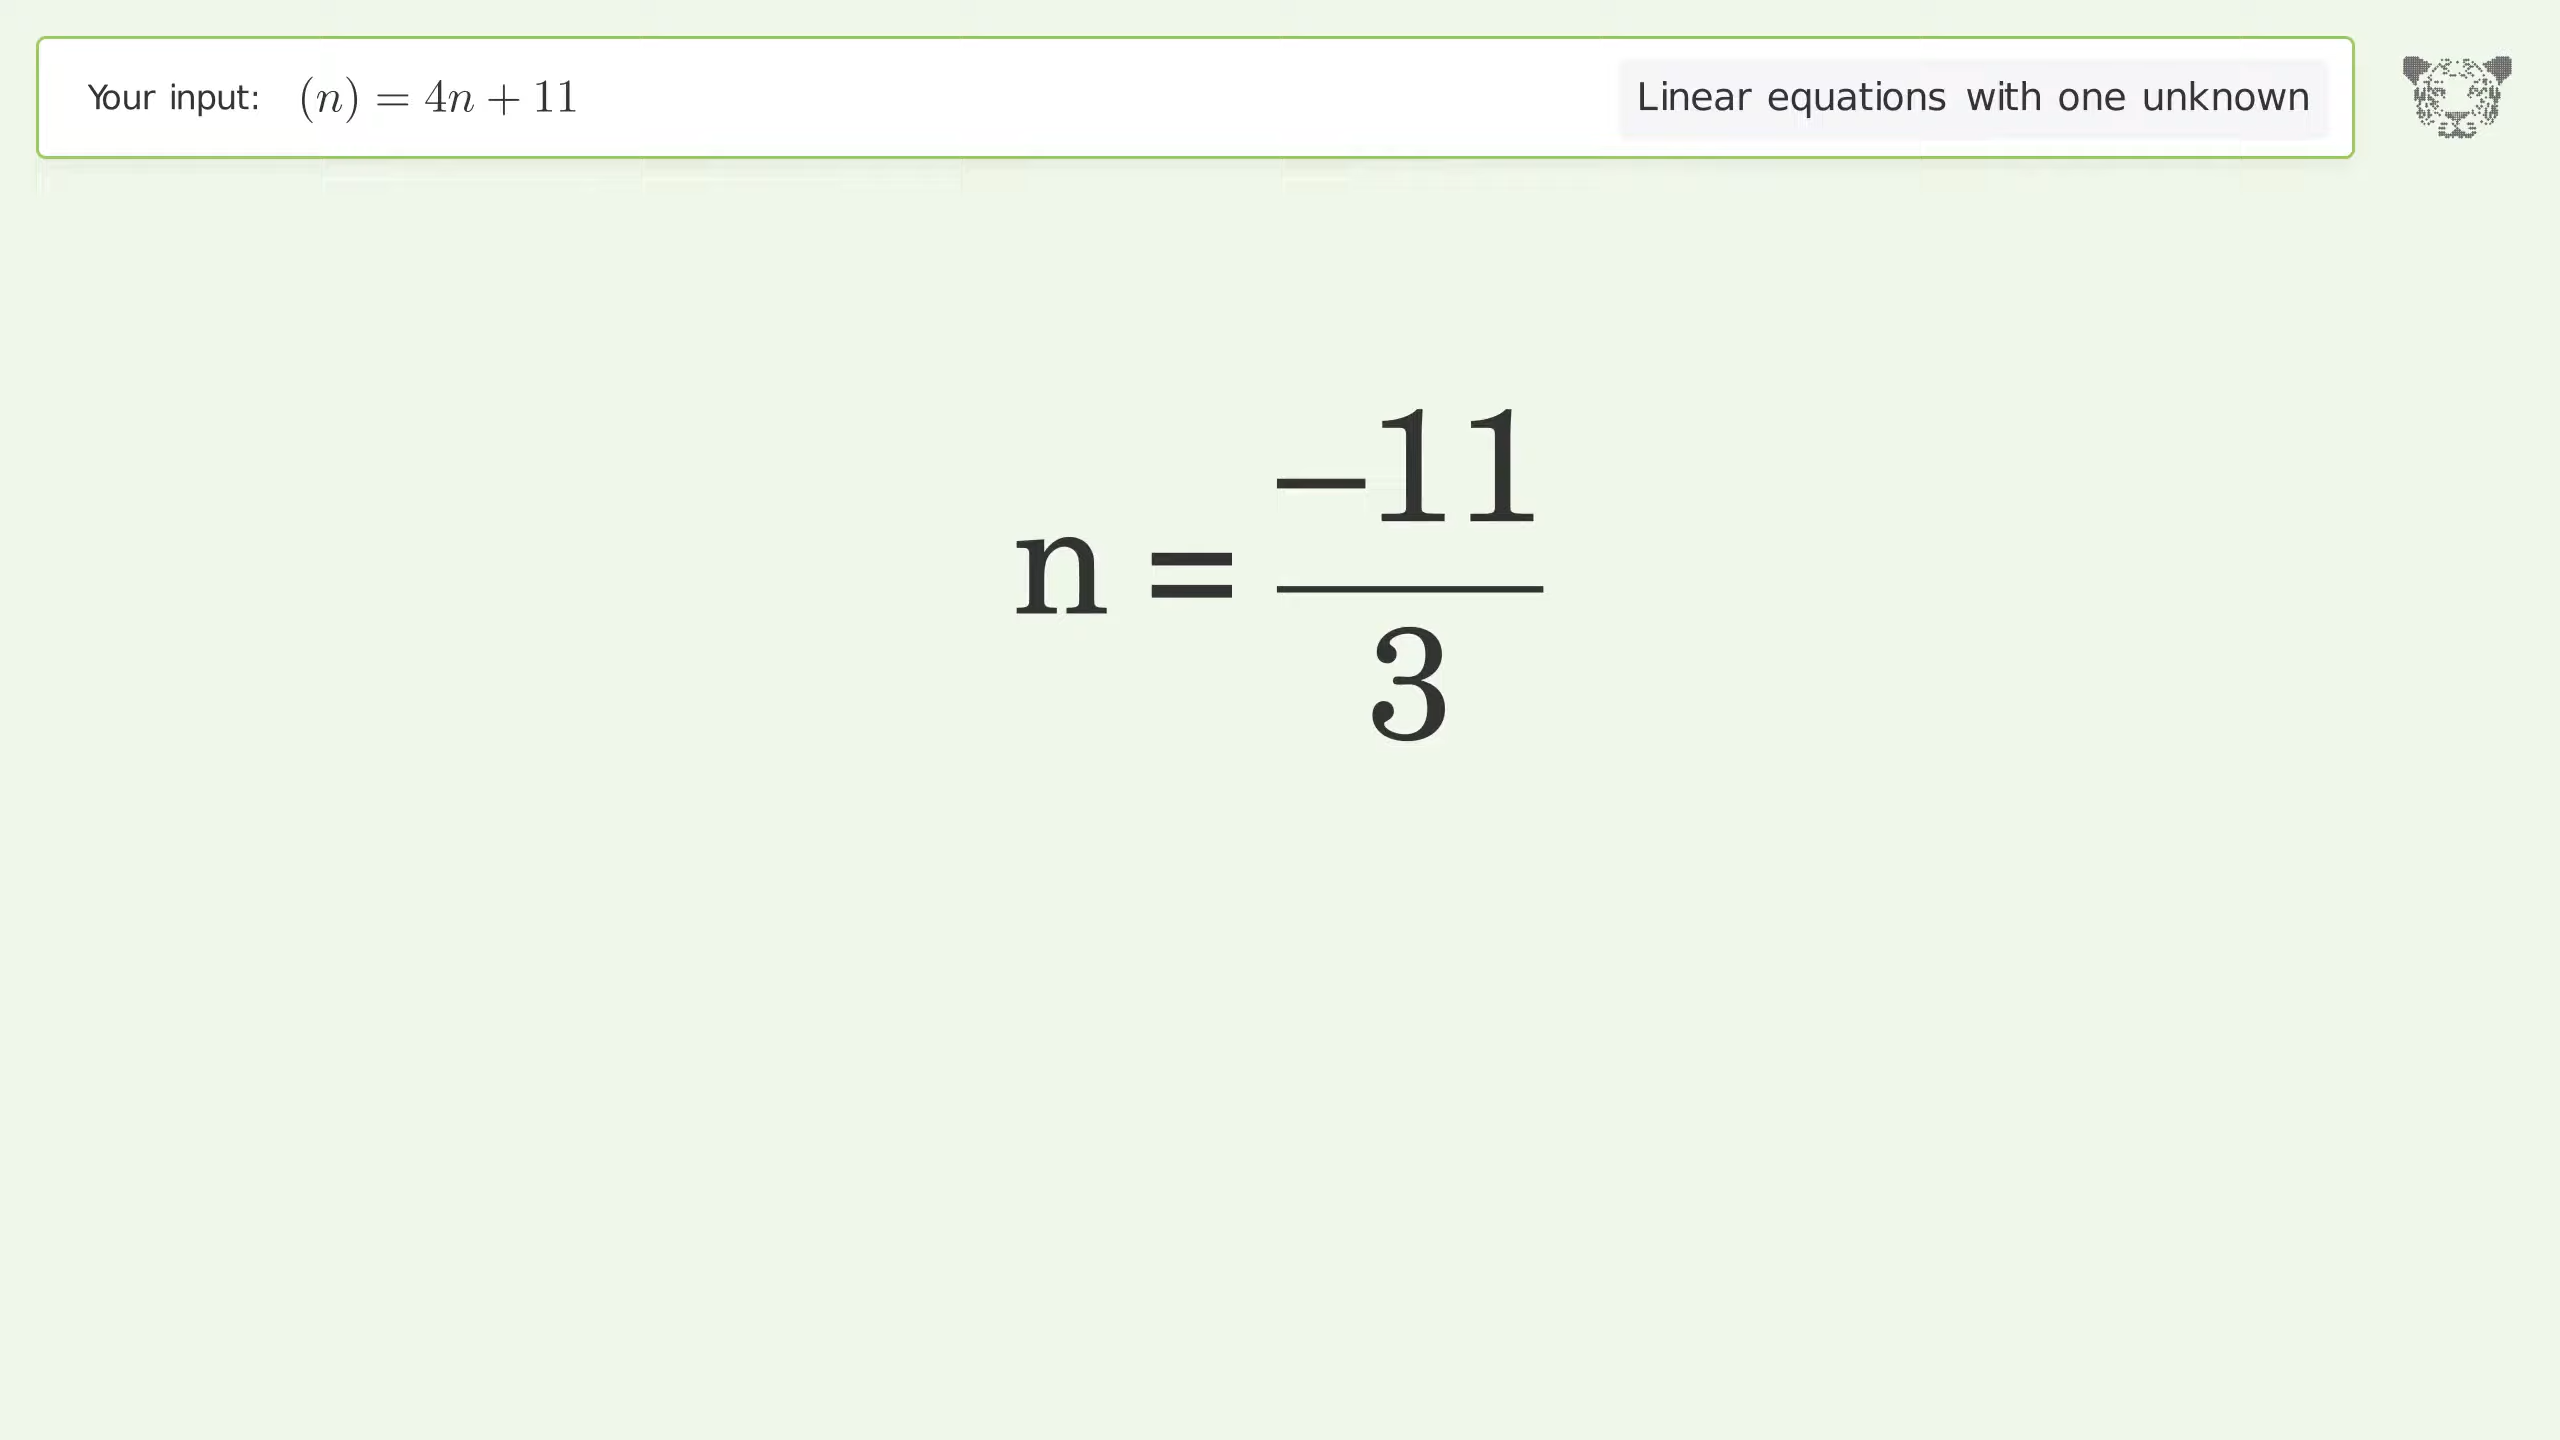 Your input: (n) = 4n + 11
Linear equations with one unknown
n = −11/3